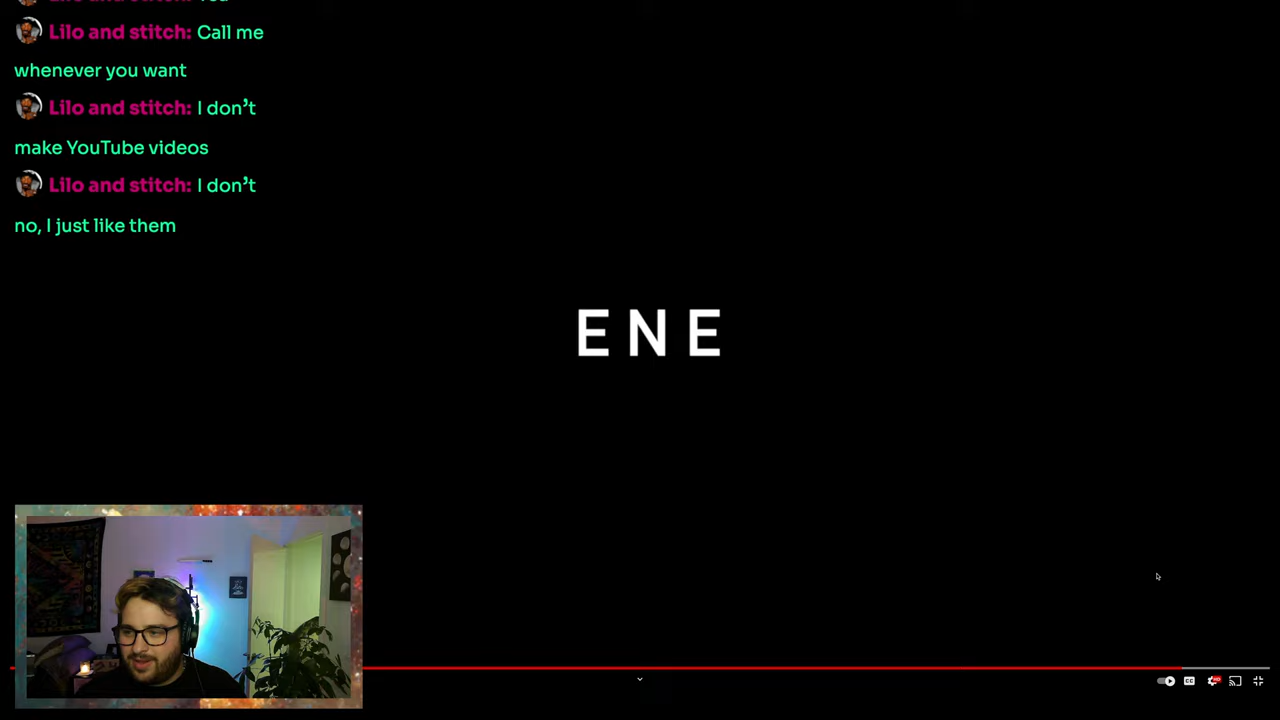 Lilo and stitch: Call me
whenever you want
Lilo and stitch: I don't
make YouTube videos
Lilo and stitch: I don't
no, I just like them
E N E